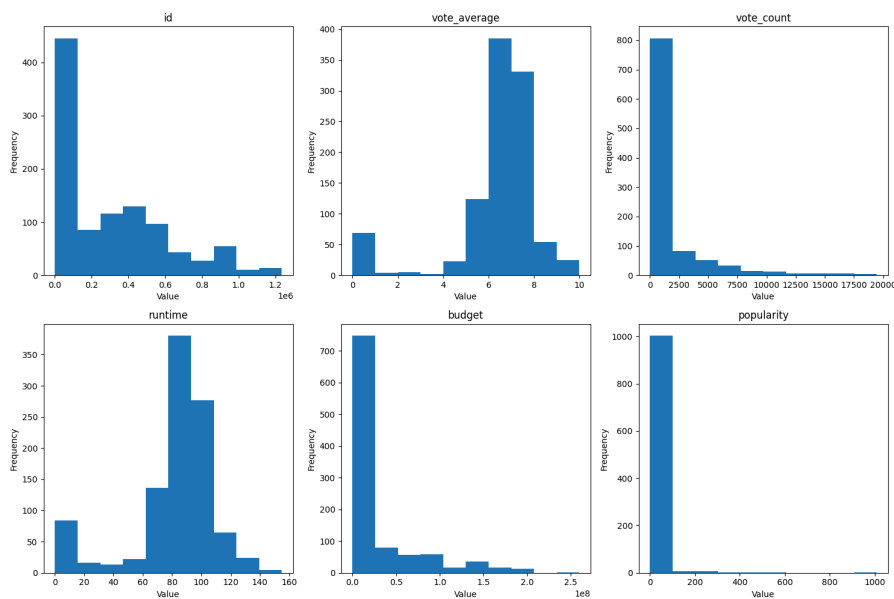 id
vote_average
vote_count
Frequency
400
300
200
100
0
0.0 0.2 0.4 0.6 0.8 1.0 1.2
1e6
Value
Frequency
400
350
300
250
200
150
100
50
0
0 2 4 6 8 10
Value
Frequency
800
700
600
500
400
300
200
100
0
0 2500 5000 7500 10000 12500 15000 17500 20000
Value
runtime
budget
popularity
Frequency
350
300
250
200
150
100
50
0
0 20 40 60 80 100 120 140 160
Value
Frequency
700
600
500
400
300
200
100
0
0.0 0.5 1.0 1.5 2.0 2.5
1e8
Value
Frequency
1000
800
600
400
200
0
0 200 400 600 800 1000
Value